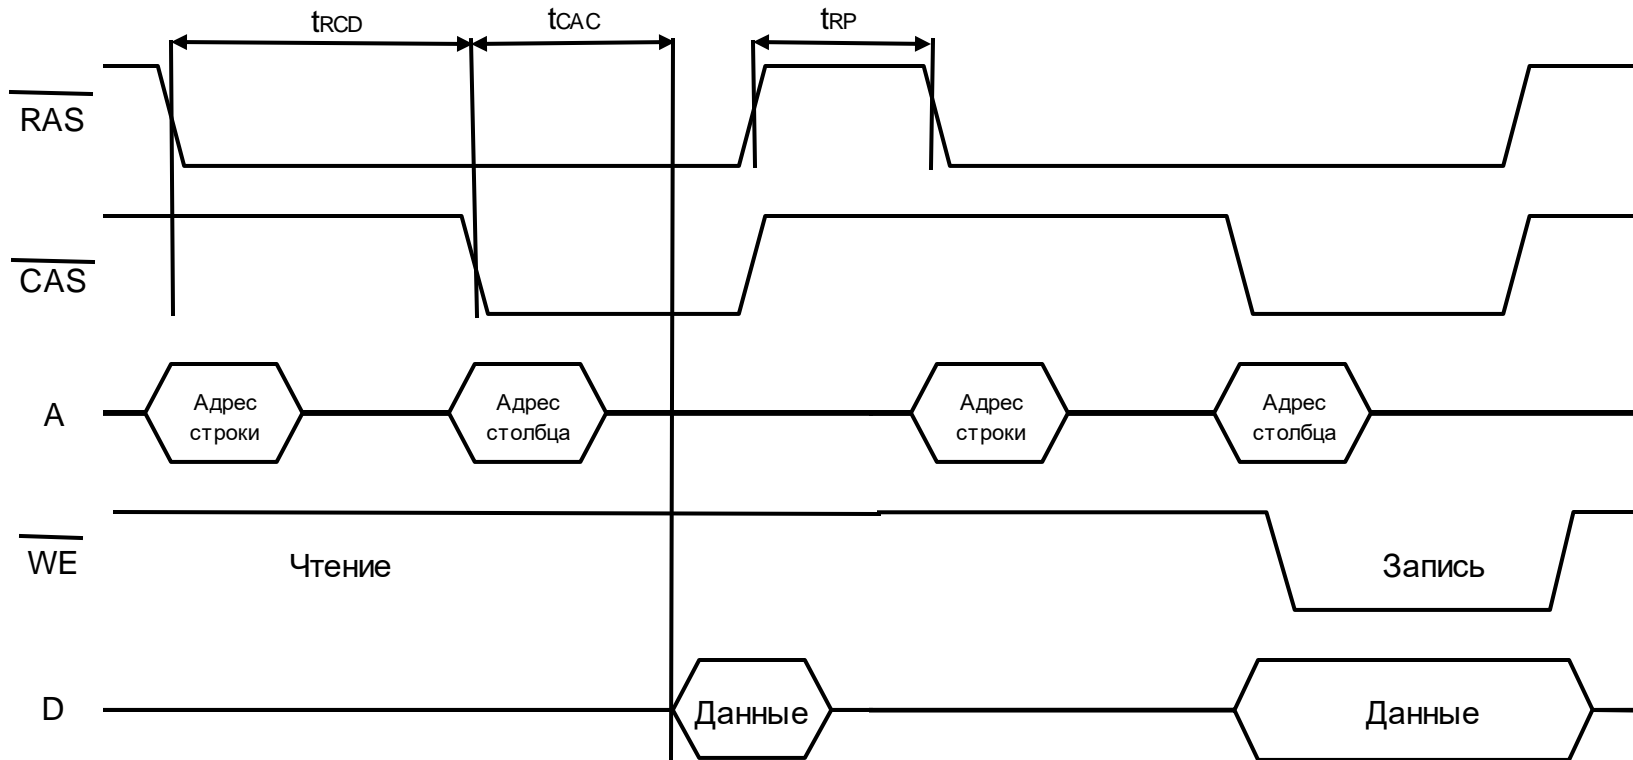 tRCD tCAC tRP
RAS
CAS
A
Адрес
строки
Адрес
столбца
Адрес
строки
Адрес
столбца
WE
Чтение
Запись
D
Данные
Данные